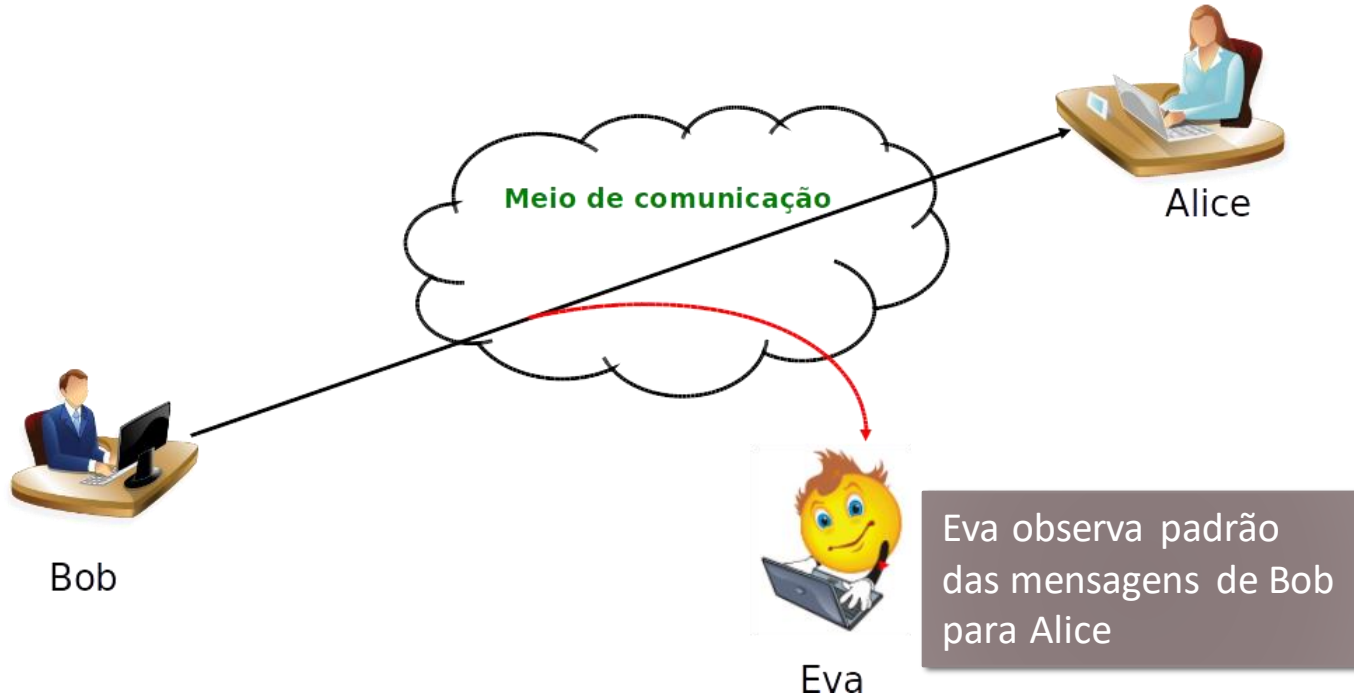 Meio de comunicação
Alice
Bob
Eva observa padrão
das mensagens de Bob
para Alice
Eva